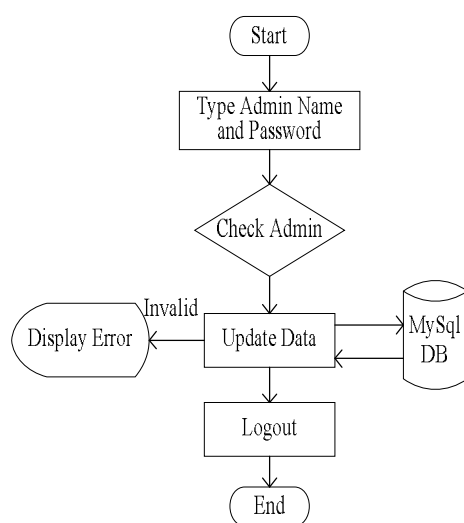 Start
Type Admin Name
and Password
Check Admin
Invalid
Display Error
Update Data
MySql
DB
Logout
End